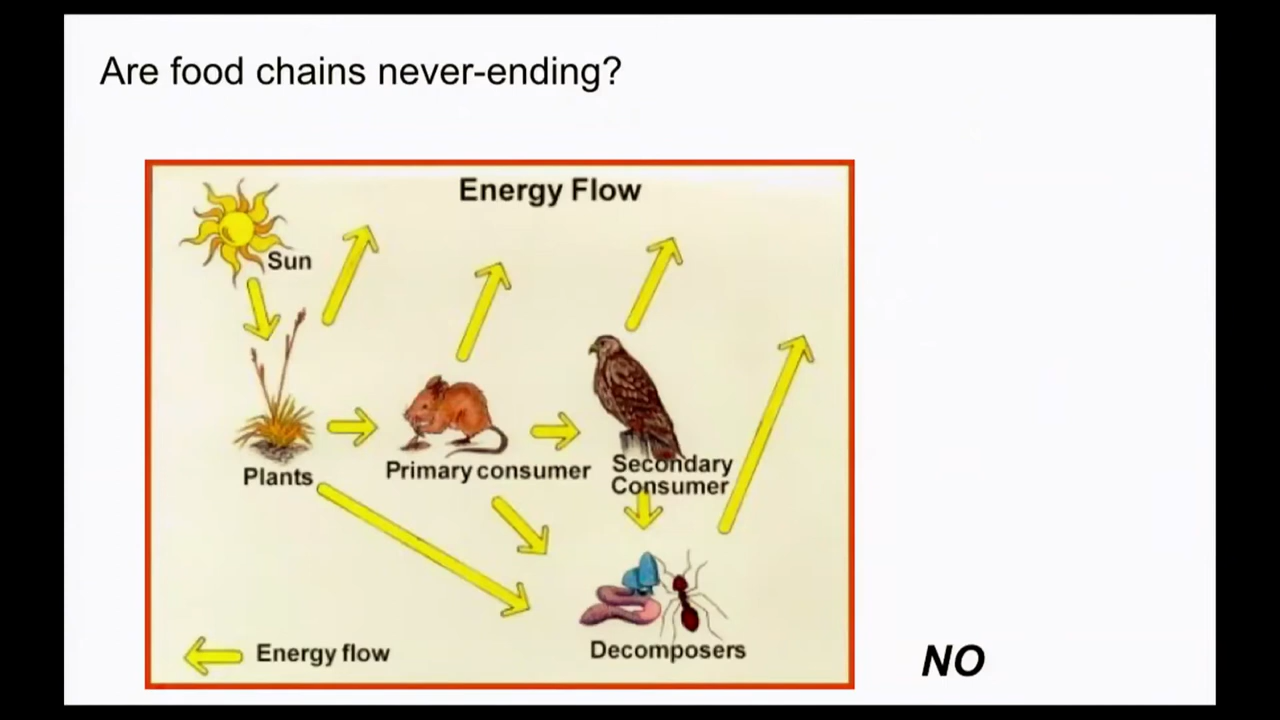 Are food chains never-ending?
Energy Flow
Sun
Plants
Primary consumer
Secondary
Consumer
Decomposers
Energy flow
NO